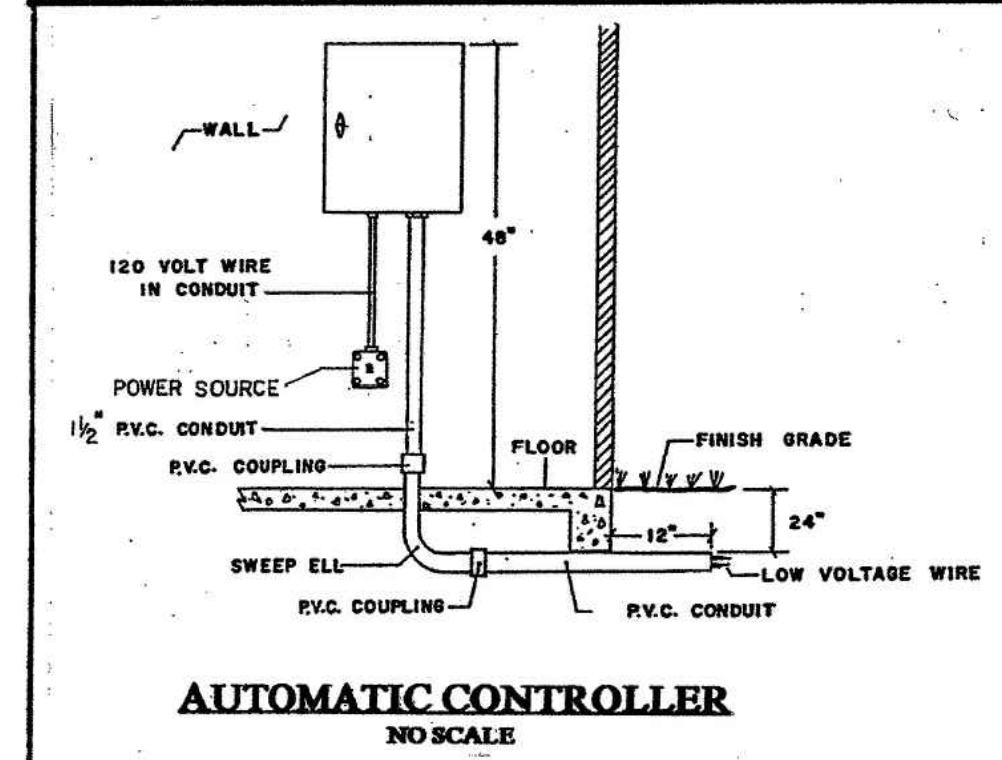 WALL
48"
120 VOLT WIRE
IN CONDUIT
POWER SOURCE
1½" P.V.C. CONDUIT
P.V.C. COUPLING
FLOOR
FINISH GRADE
12"
24"
SWEEP ELL
LOW VOLTAGE WIRE
P.V.C. COUPLING
P.V.C. CONDUIT
AUTOMATIC CONTROLLER
NO SCALE